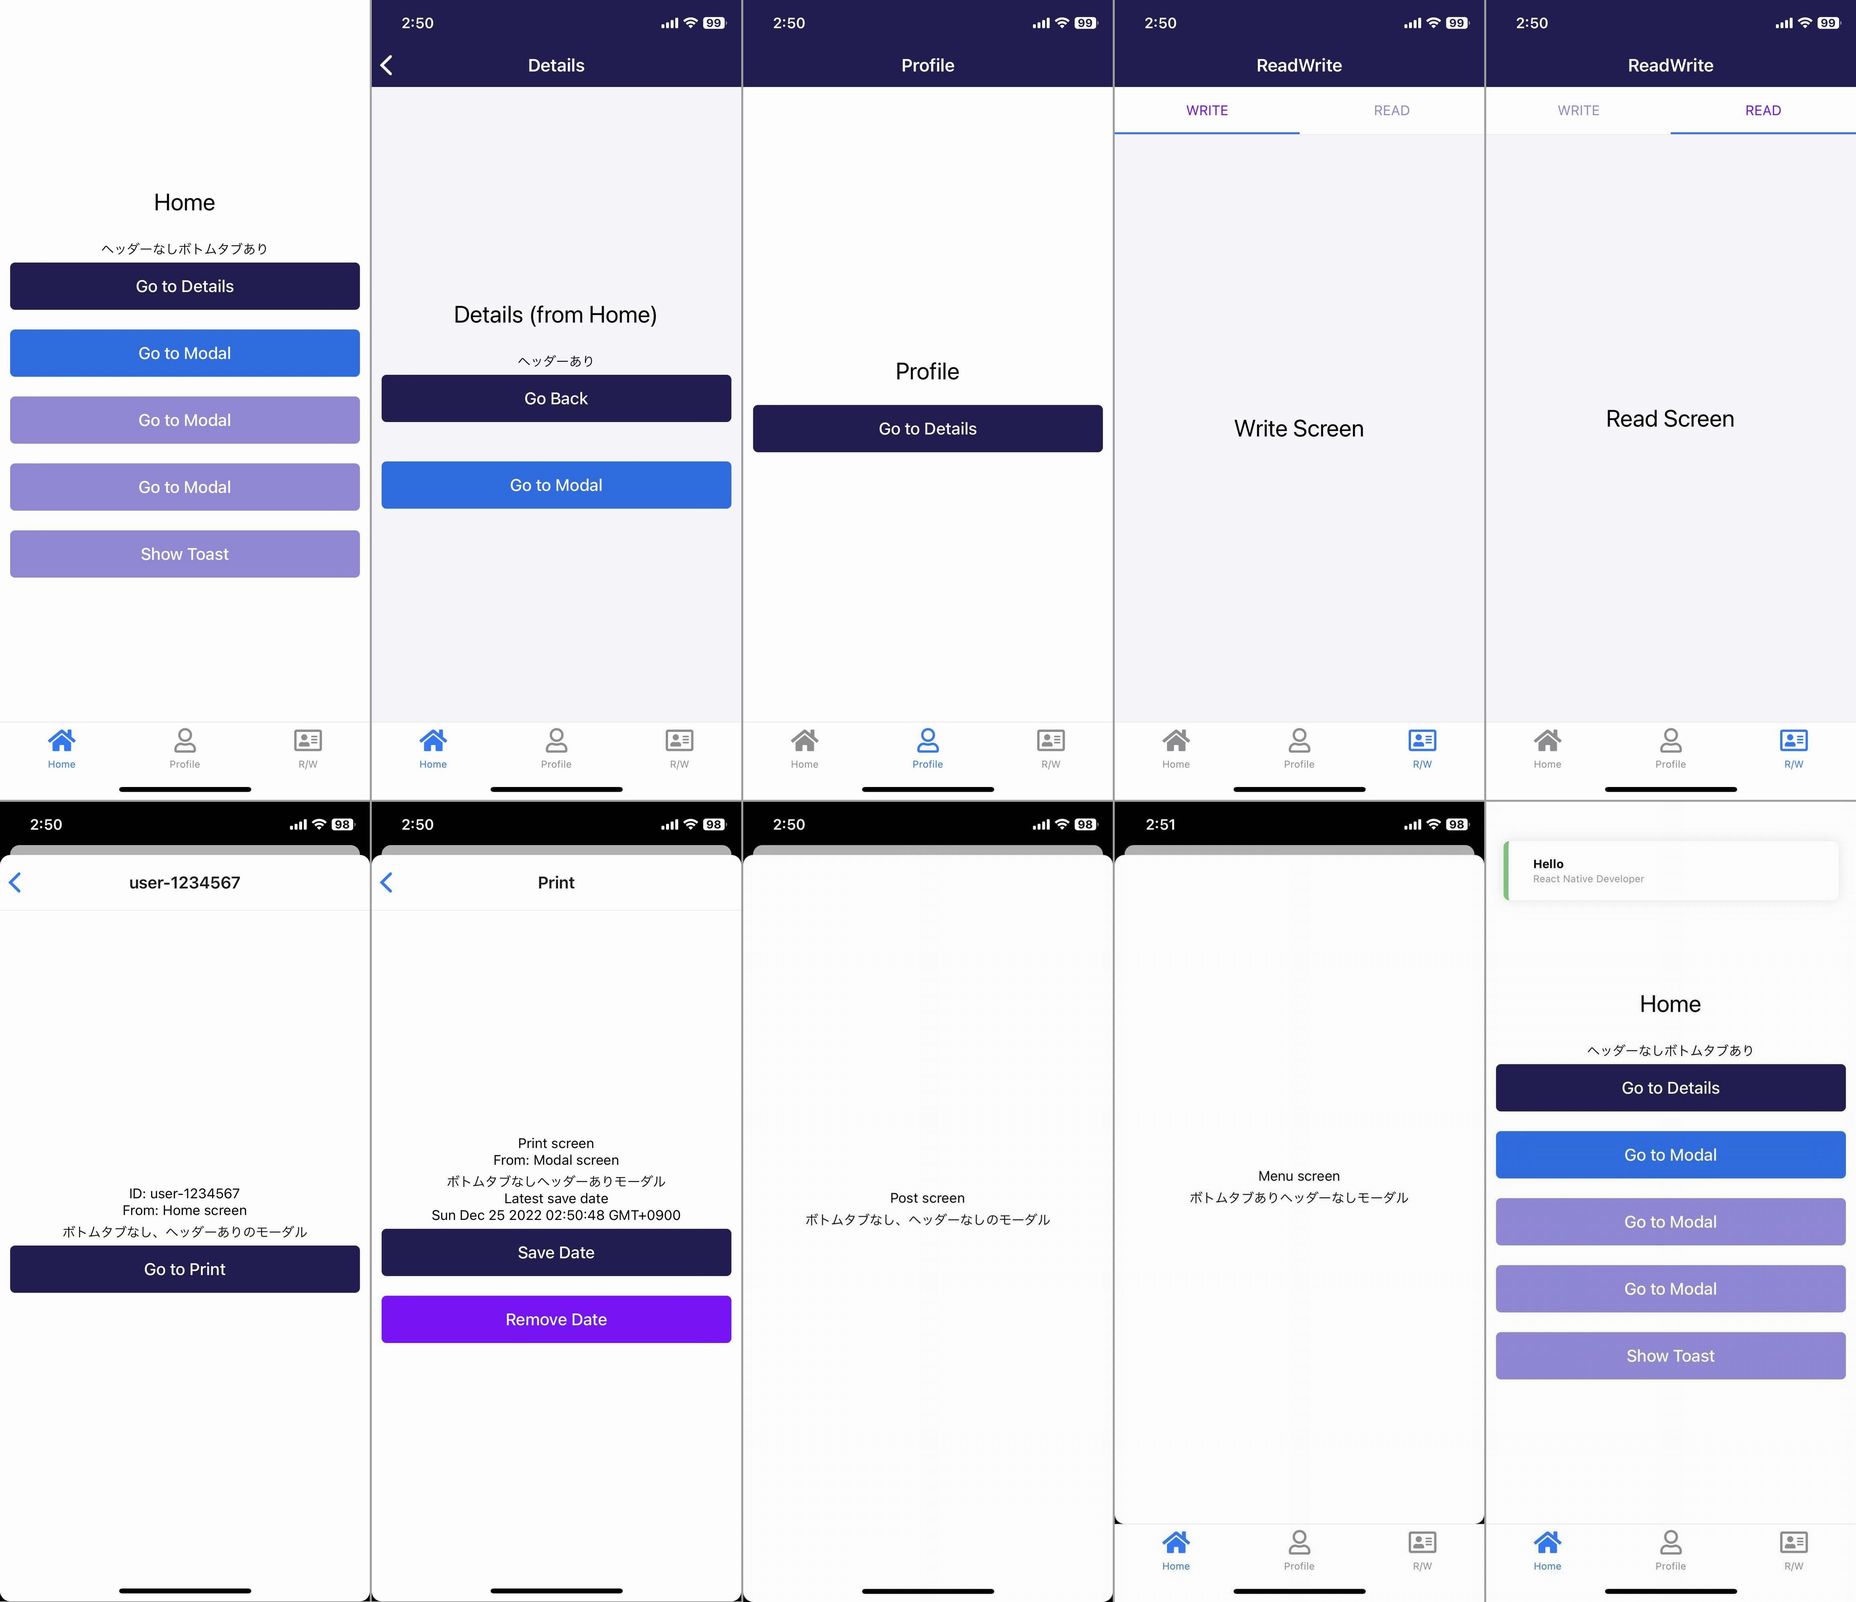 Home
ヘッダーなしボトムタブあり
Go to Details
Go to Modal
Go to Modal
Go to Modal
Show Toast
Home
Profile
R/W
2:50
99
Details
Details (from Home)
ヘッダーあり
Go Back
Go to Modal
Home
Profile
R/W
2:50
99
Profile
Profile
Go to Details
Home
Profile
R/W
2:50
99
ReadWrite
WRITE
READ
Write Screen
Home
Profile
R/W
2:50
99
ReadWrite
WRITE
READ
Read Screen
Home
Profile
R/W
2:50
98
user-1234567
ID: user-1234567
From: Home screen
ボトムタブなし、ヘッダーありのモーダル
Go to Print
2:50
98
Print
Print screen
From: Modal screen
ボトムタブなしヘッダーありモーダル
Latest save date
Sun Dec 25 2022 02:50:48 GMT+0900
Save Date
Remove Date
2:50
98
Post screen
ボトムタブなし、ヘッダーなしのモーダル
2:51
98
Menu screen
ボトムタブありヘッダーなしモーダル
Home
Profile
R/W
Hello
React Native Developer
Home
ヘッダーなしボトムタブあり
Go to Details
Go to Modal
Go to Modal
Go to Modal
Show Toast
Home
Profile
R/W